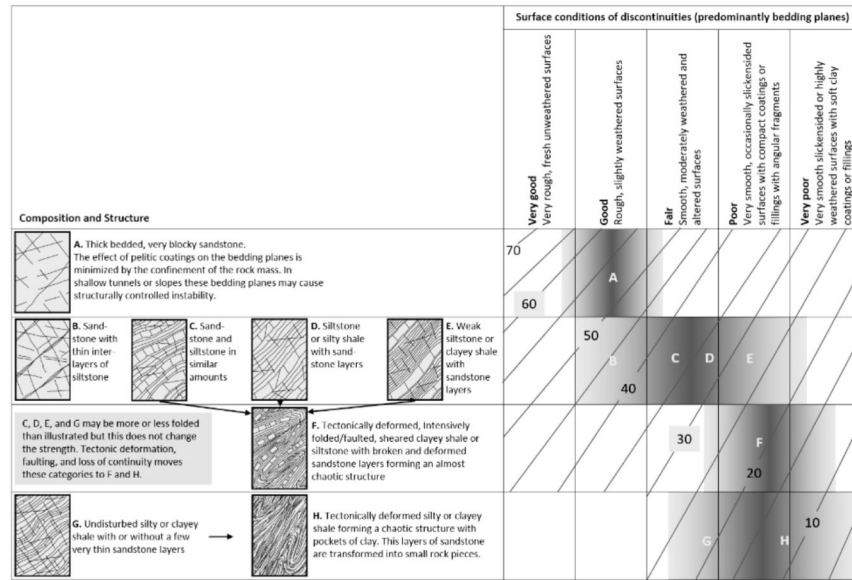 Surface conditions of discontinuities (predominantly bedding planes)
Composition and Structure
Very good
Very rough, fresh unweathered surfaces
Good
Rough, slightly weathered surfaces
Fair
Smooth, moderately weathered and
altered surfaces
Poor
Very smooth, occasionally slickensided
surfaces with compact coatings or
fillings with angular fragments
Very poor
Very smooth slickensided or highly
weathered surfaces with soft clay
coatings or fillings
A. Thick bedded, very blocky sandstone.
The effect of pelitic coatings on the bedding planes is
minimized by the confinement of the rock mass. In
shallow tunnels or slopes these bedding planes may cause
structurally controlled instability.
70
60
A
B. Sand-
stone with
thin inter-
layers of
siltstone
C. Sand-
stone and
siltstone in
similar
amounts
D. Siltstone
or silty shale
with sand-
stone layers
E. Weak
siltstone or
clayey shale
with
sandstone
layers
50
B
40
C
D
E
C, D, E, and G may be more or less folded
than illustrated but this does not change
the strength. Tectonic deformation,
faulting, and loss of continuity moves
these categories to F and H.
F. Tectonically deformed, Intensively
folded/faulted, sheared clayey shale or
siltstone with broken and deformed
sandstone layers forming an almost
chaotic structure
30
F
20
G. Undisturbed silty or clayey
shale with or without a few
very thin sandstone layers
H. Tectonically deformed silty or clayey
shale forming a chaotic structure with
pockets of clay. This layers of sandstone
are transformed into small rock pieces.
G
H
10